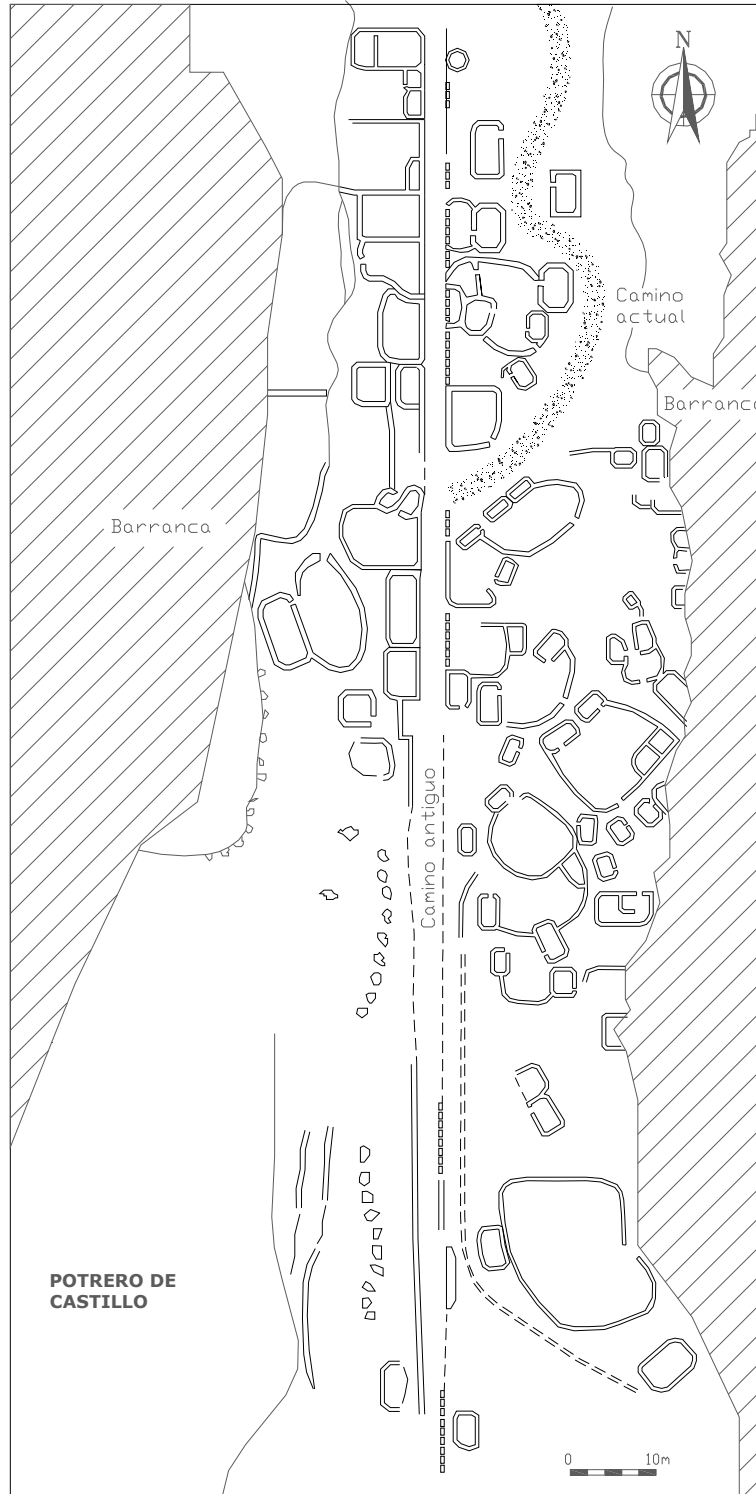 N
Camino
actual
Barranca
Barranca
Camino antiguo
POTRERO DE
CASTILLO
0 10m